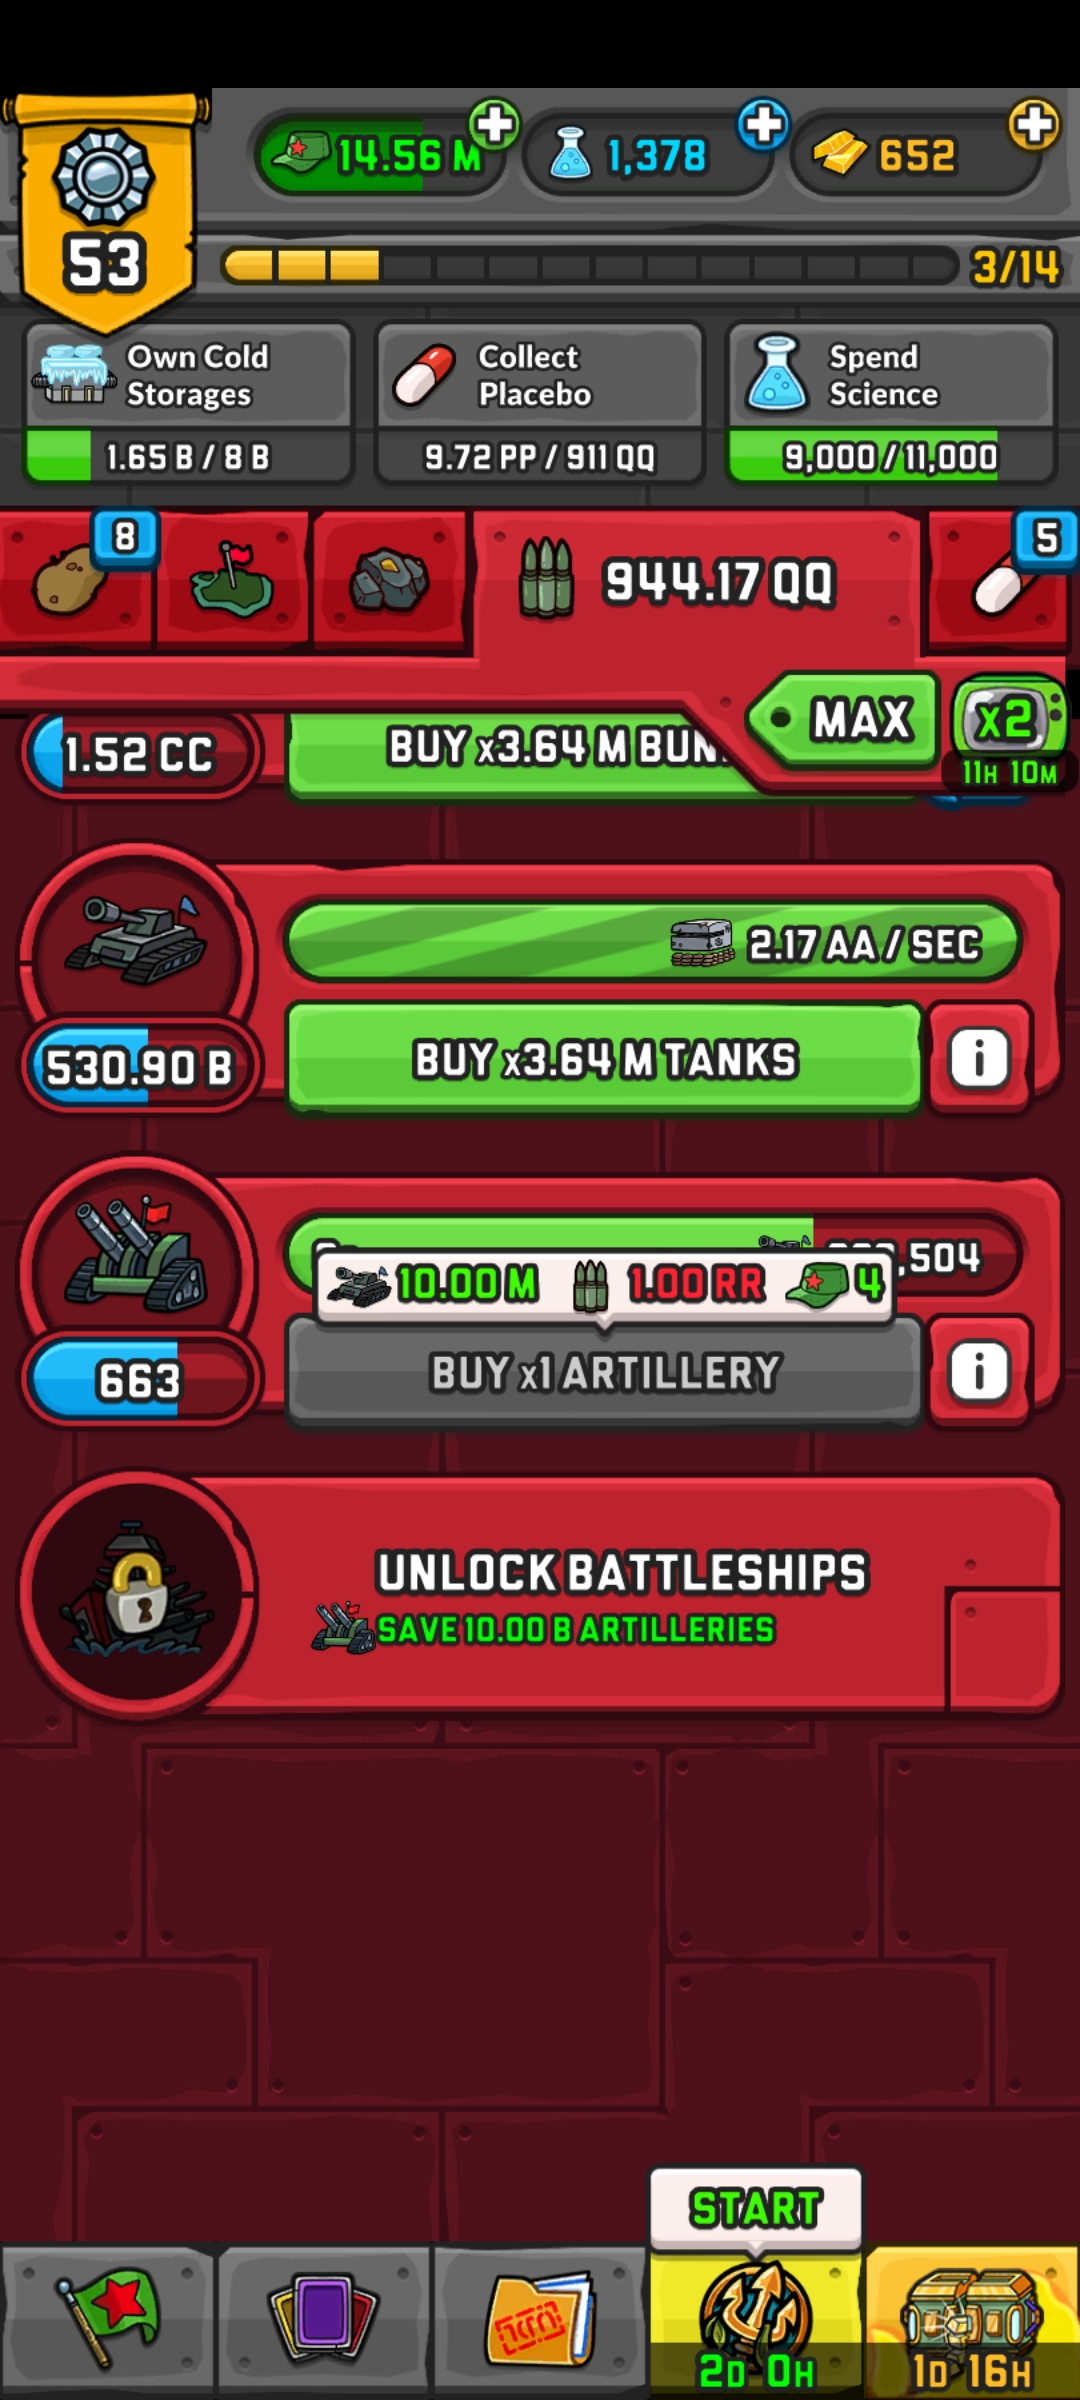 14.56 M
1,378
652
53
3/14
Own Cold
Storages
1.65 B / 8 B
Collect
Placebo
9.72 PP / 911 QQ
Spend
Science
9,000 / 11,000
8
944.17 QQ
5
MAX
x2
11H 10M
1.52 CC
BUY x3.64 M
2.17 AA / SEC
530.90 B
BUY x3.64 M TANKS
i
,504
10.00 M
1.00 RR
4
663
BUY x1 ARTILLERY
i
UNLOCK BATTLESHIPS
SAVE 10.00 B ARTILLERIES
START
2D 0H
1D 16H